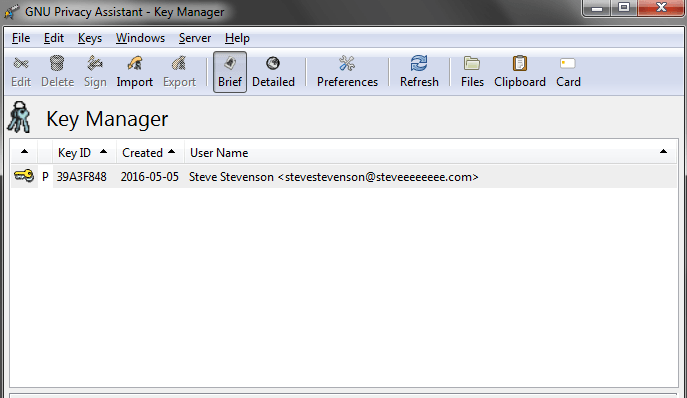 GNU Privacy Assistant - Key Manager
File Edit Keys Windows Server Help
Edit Delete Sign Import Export Brief Detailed Preferences Refresh Files Clipboard Card
Key Manager
Key ID Created User Name
P 39A3F848 2016-05-05 Steve Stevenson <stevestevenson@steveeeeeeee.com>